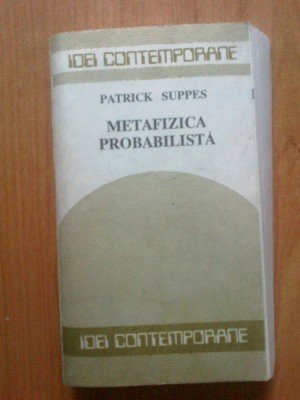 IDEI CONTEMPORANE
PATRICK SUPPES
METAFIZICA
PROBABILISTĂ
IDEI CONTEMPORANE